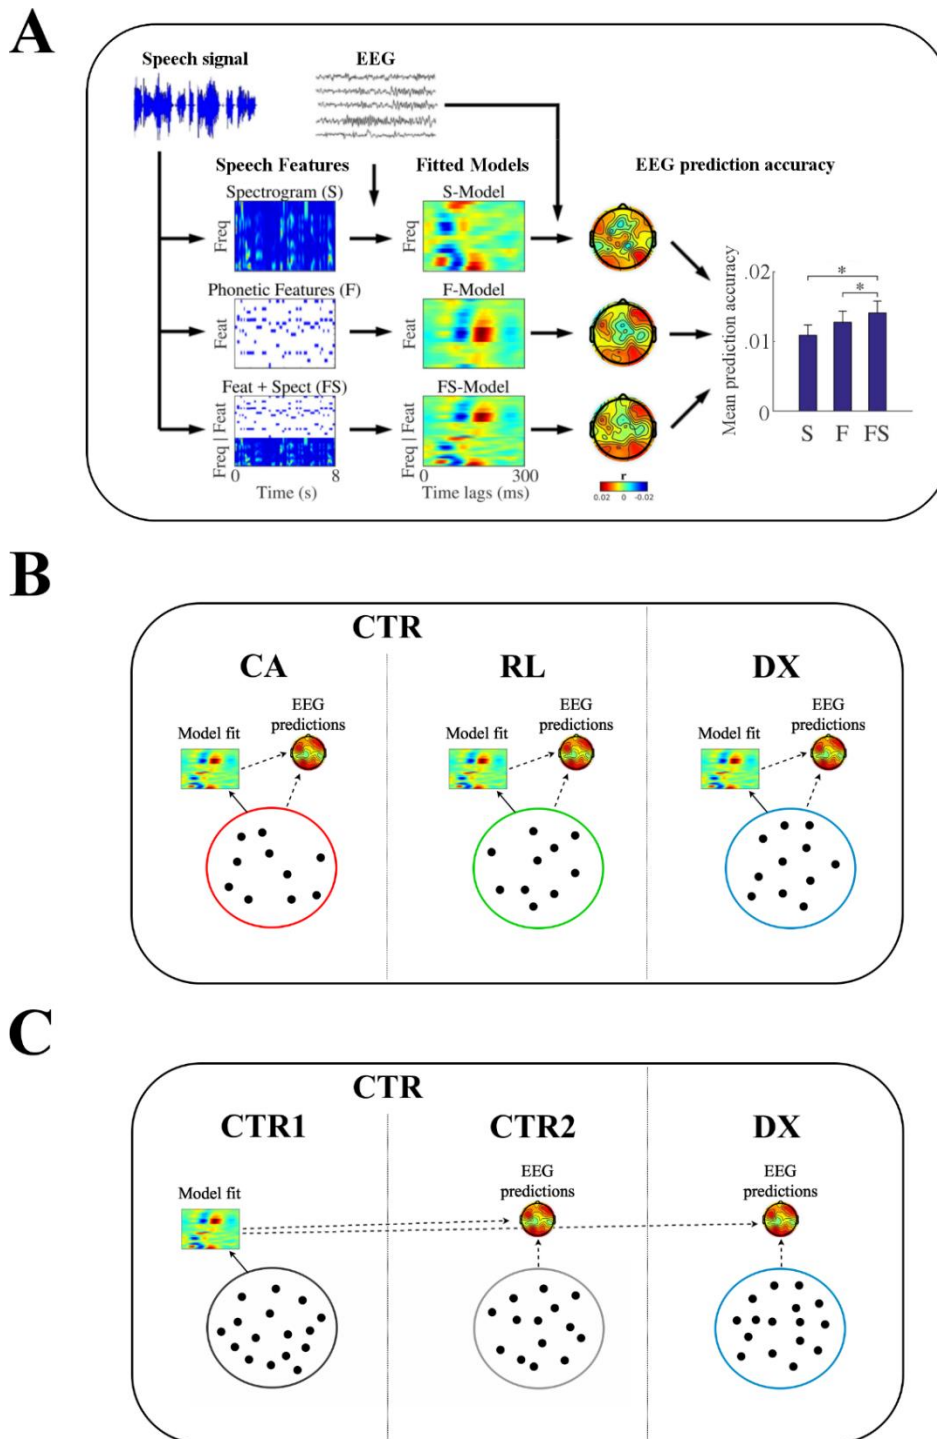 A
Speech signal
EEG
Speech Features
Fitted Models
EEG prediction accuracy
Spectrogram (S)
S-Model
Freq
Freq
Phonetic Features (F)
F-Model
Feat
Feat
Feat + Spect (FS)
FS-Model
Freq | Feat
Freq | Feat
0
8
Time (s)
0
300
Time lags (ms)
r
0.02
0
-0.02
Mean prediction accuracy
.02
.01
0
*
*
S
F
FS
B
CTR
CA
RL
DX
EEG
predictions
Model fit
EEG
predictions
Model fit
EEG
predictions
Model fit
C
CTR
CTR1
CTR2
DX
Model fit
EEG
predictions
EEG
predictions